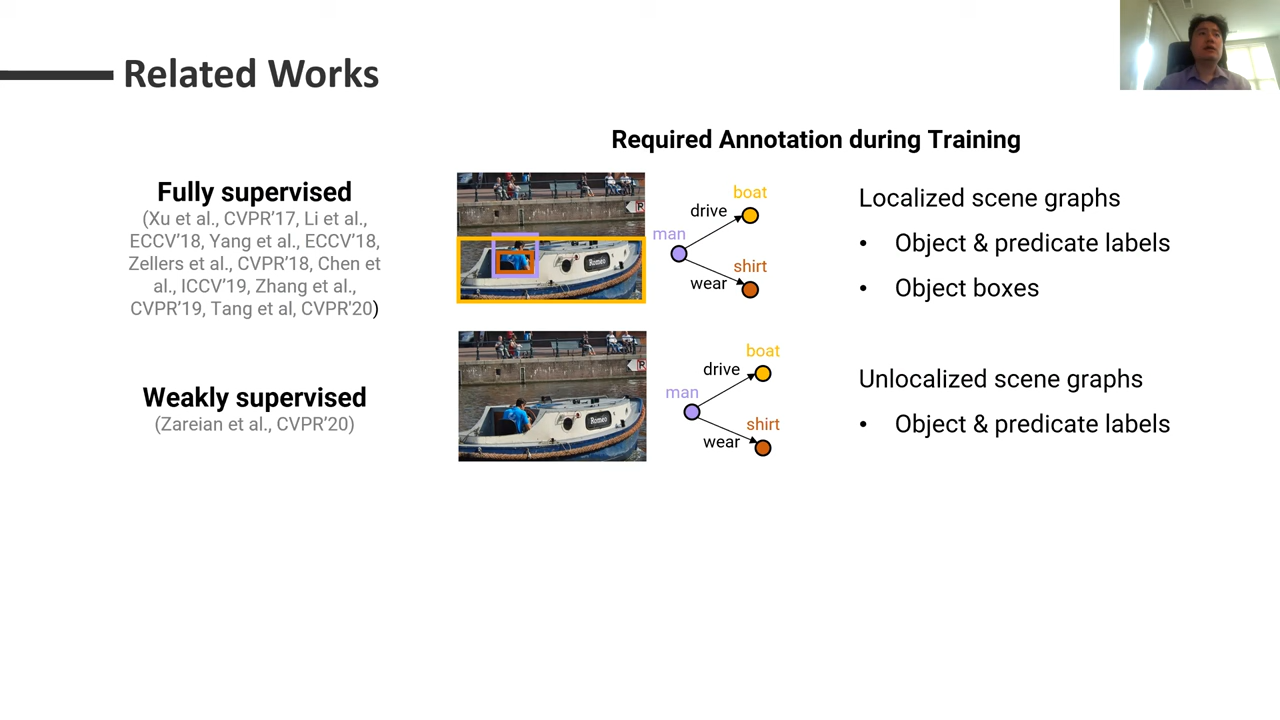 Related Works
Required Annotation during Training
Fully supervised
(Xu et al., CVPR’17, Li et al.,
ECCV’18, Yang et al., ECCV’18,
Zellers et al., CVPR’18, Chen et
al., ICCV’19, Zhang et al.,
CVPR’19, Tang et al, CVPR'20)
R
Roméo
boat
drive
man
shirt
wear
Localized scene graphs
• Object & predicate labels
• Object boxes
Weakly supervised
(Zareian et al., CVPR’20)
R
Roméo
boat
drive
man
shirt
wear
Unlocalized scene graphs
• Object & predicate labels